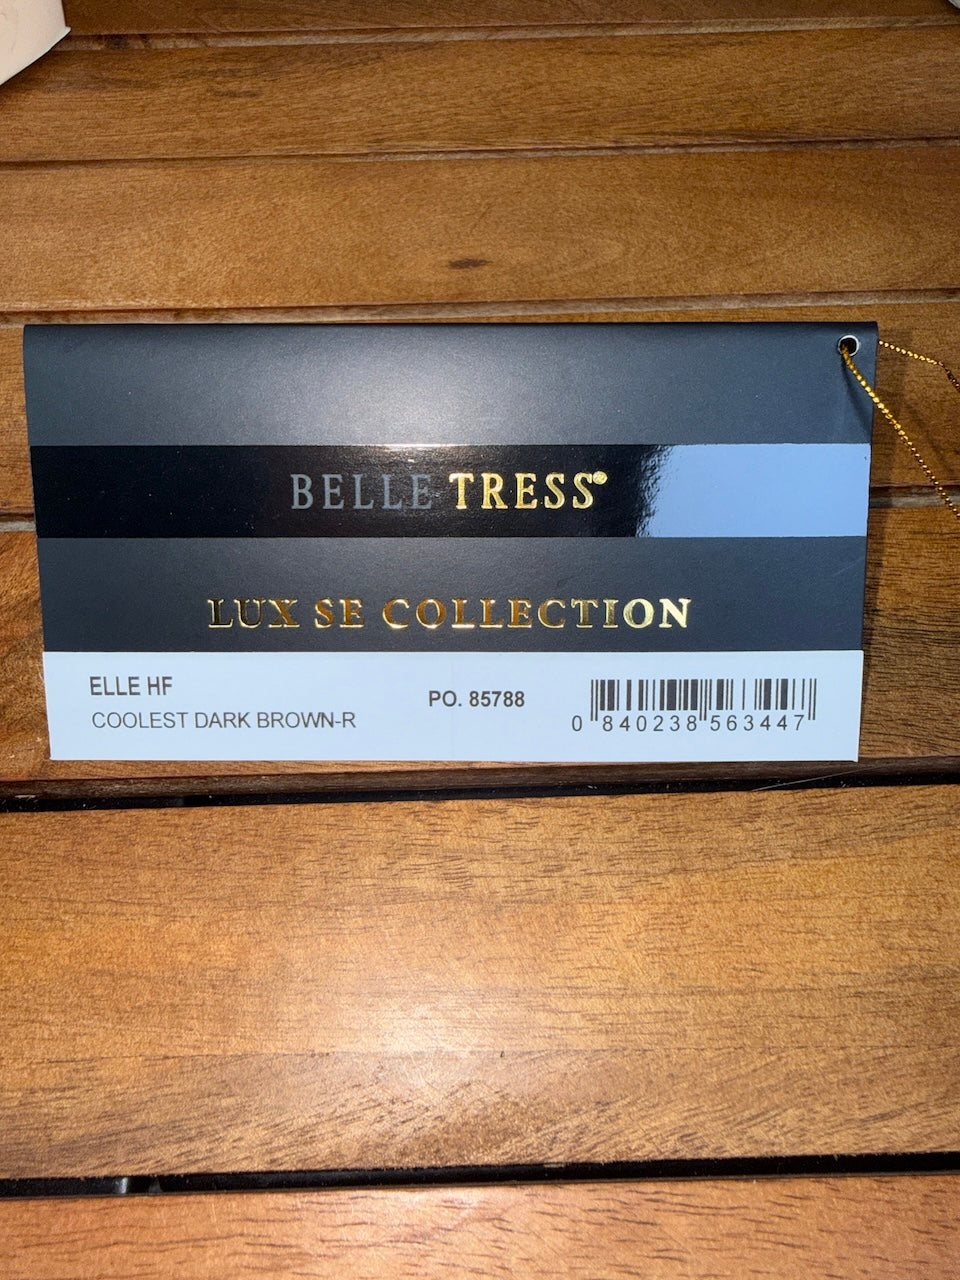 BELLE TRESS®
LUX SE COLLECTION
ELLE HF
COOLEST DARK BROWN-R
PO. 85788
0 840238 563447